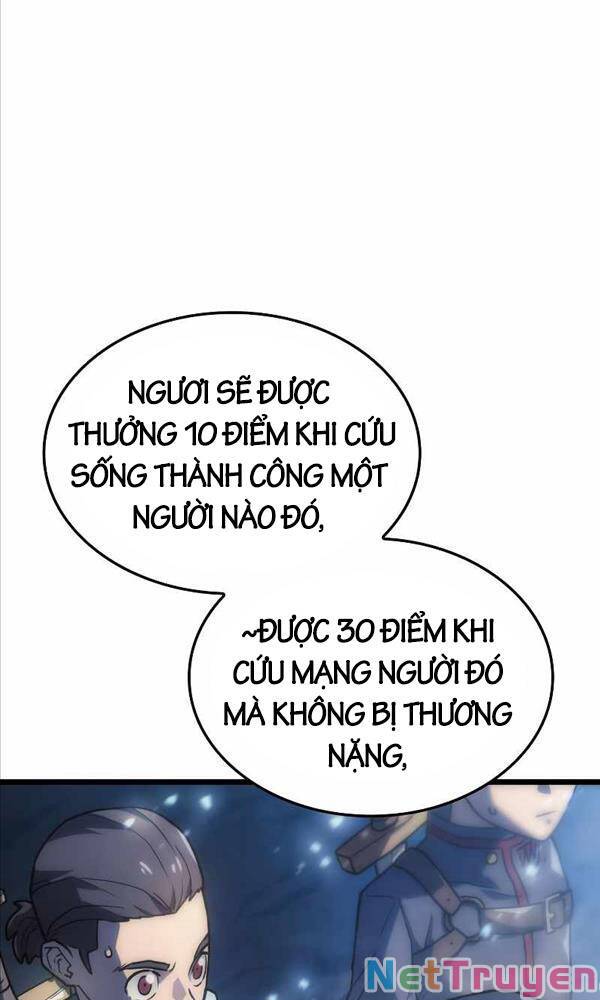 NGƯƠI SẼ ĐƯỢC
THƯỞNG 10 ĐIỂM KHI CỨU
SỐNG THÀNH CÔNG MỘT
NGƯỜI NÀO ĐÓ,
~ĐƯỢC 30 ĐIỂM KHI
CỨU MẠNG NGƯỜI ĐÓ
MÀ KHÔNG BỊ THƯƠNG
NẶNG,
NetTruyen